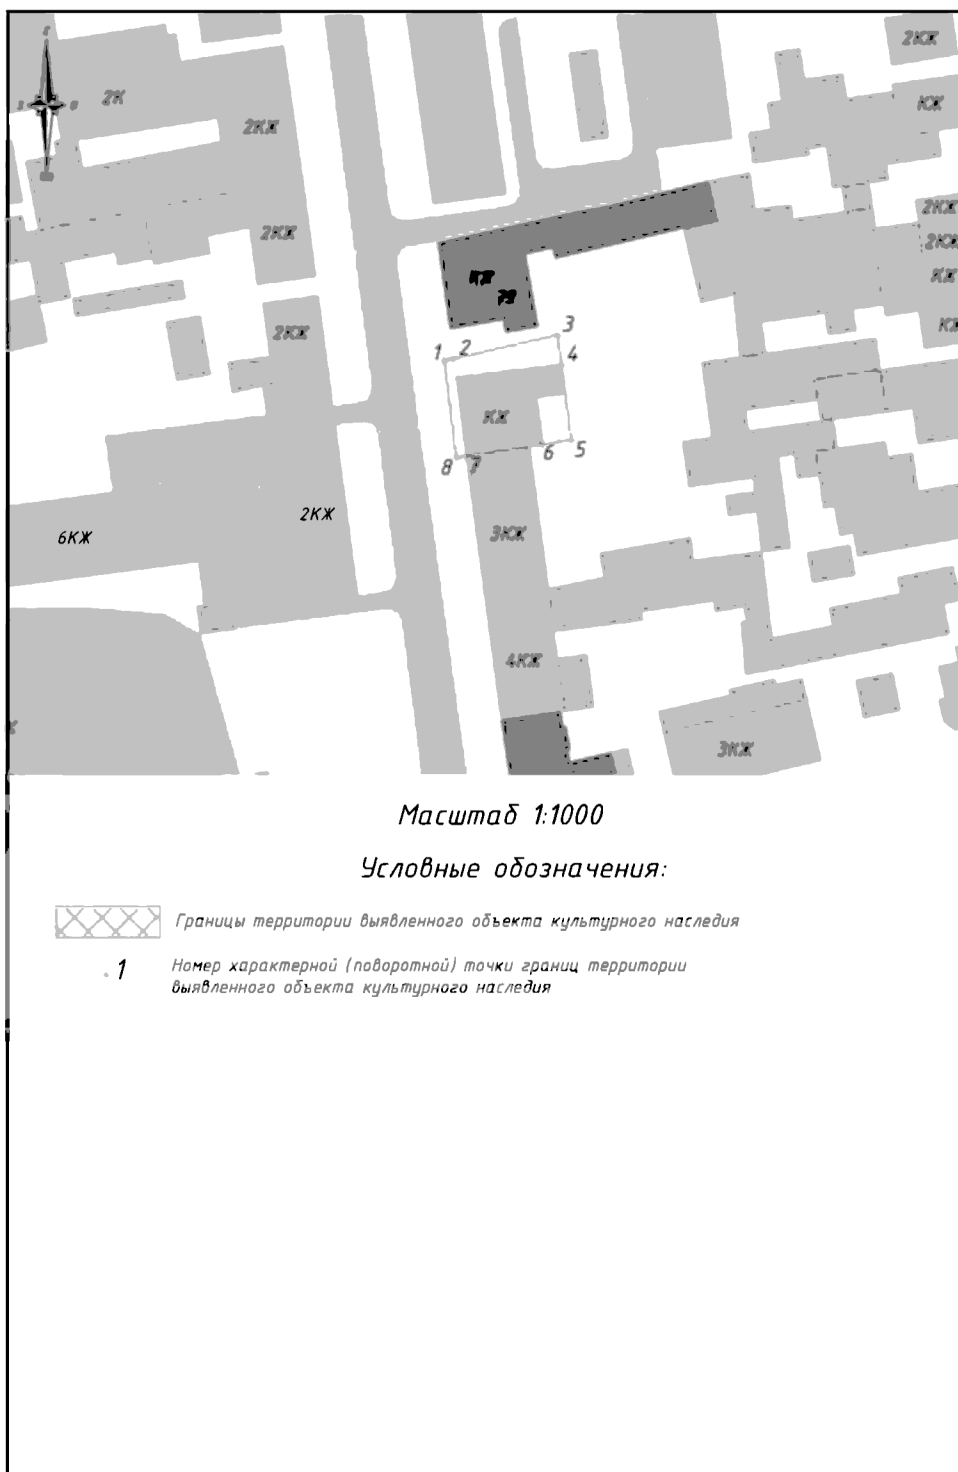 С
З В
Ю
2К
2КЖ
2КЖ
КЖ
2КЖ
2КЖ
2КЖ
КЖ
2КЖ
КЖ
КЖ
1 2 3
4
КЖ
8 7 6 5
2КЖ
6КЖ
3КЖ
4КЖ
3КЖ
Масштаб 1:1000
Условные обозначения:
Границы территории выявленного объекта культурного наследия
1 Номер характерной (поворотной) точки границ территории
выявленного объекта культурного наследия